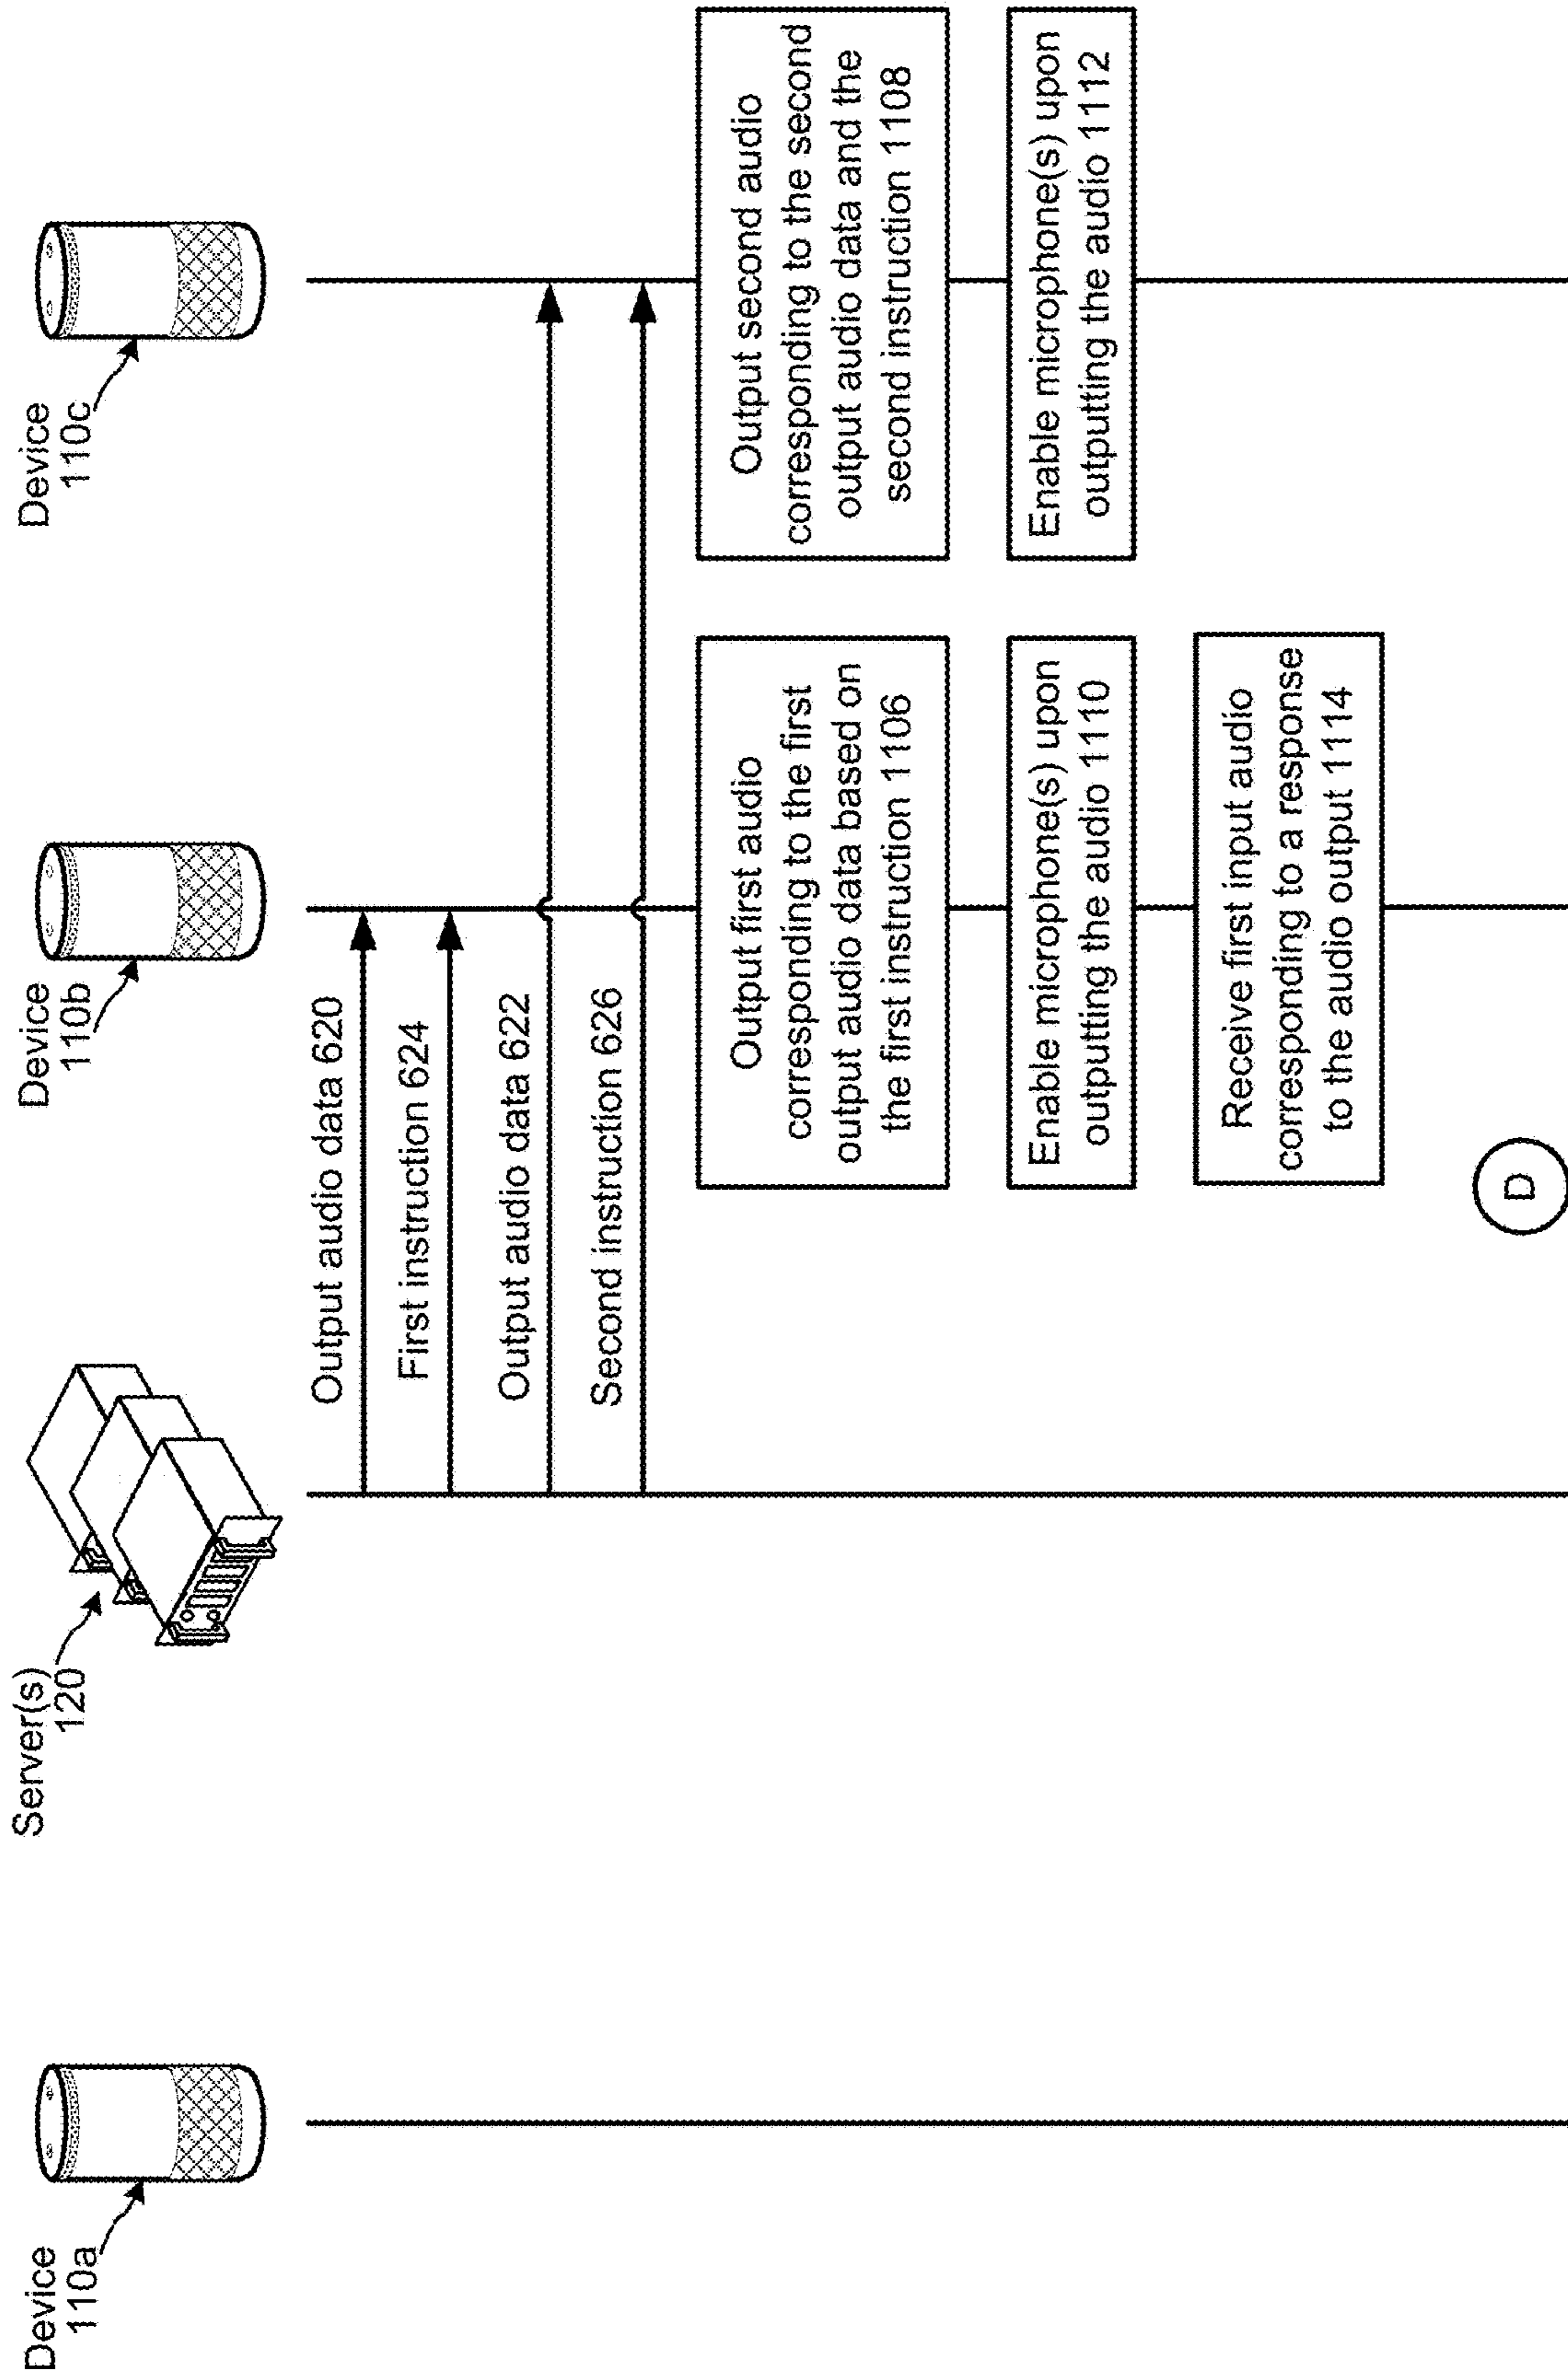 Device
110a
Server(s)
120
Device
110b
Device
110c
Output audio data 620
First instruction 624
Output audio data 622
Second instruction 626
Output first audio
corresponding to the first
output audio data based on
the first instruction 1106
Output second audio
corresponding to the second
output audio data and the
second instruction 1108
Enable microphone(s) upon
outputting the audio 1110
Enable microphone(s) upon
outputting the audio 1112
Receive first input audio
corresponding to a response
to the audio output 1114
D